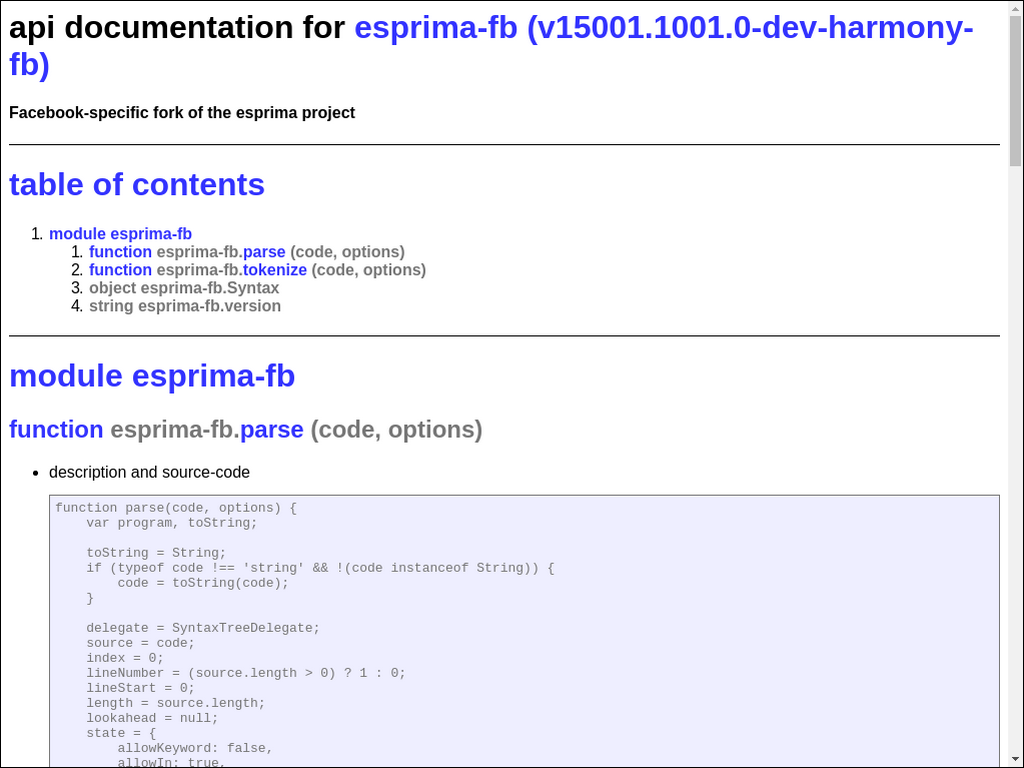 api documentation for esprima-fb (v15001.1001.0-dev-harmony-
fb)
Facebook-specific fork of the esprima project
table of contents
1. module esprima-fb
1. function esprima-fb.parse (code, options)
2. function esprima-fb.tokenize (code, options)
3. object esprima-fb.Syntax
4. string esprima-fb.version
module esprima-fb
function esprima-fb.parse (code, options)
• description and source-code
function parse(code, options) {
    var program, toString;

    toString = String;
    if (typeof code !== 'string' && !(code instanceof String)) {
        code = toString(code);
    }

    delegate = SyntaxTreeDelegate;
    source = code;
    index = 0;
    lineNumber = (source.length > 0) ? 1 : 0;
    lineStart = 0;
    length = source.length;
    lookahead = null;
    state = {
        allowKeyword: false,
        allowIn: true,